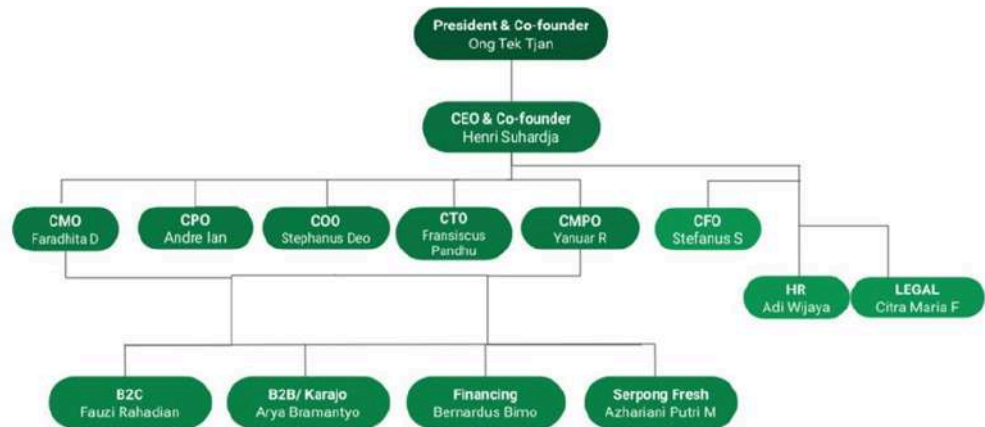 President & Co-founder
Ong Tek Tjan
CEO & Co-founder
Henri Suhardja
CMO
Faradhita D
CPO
Andre Ian
COO
Stephanus Deo
CTO
Fransiscus
Pandhu
CMPO
Yanuar R
CFO
Stefanus S
HR
Adi Wijaya
LEGAL
Citra Maria F
B2C
Fauzi Rahadian
B2B/ Karajo
Arya Bramantyo
Financing
Bernardus Bimo
Serpong Fresh
Azhariani Putri M